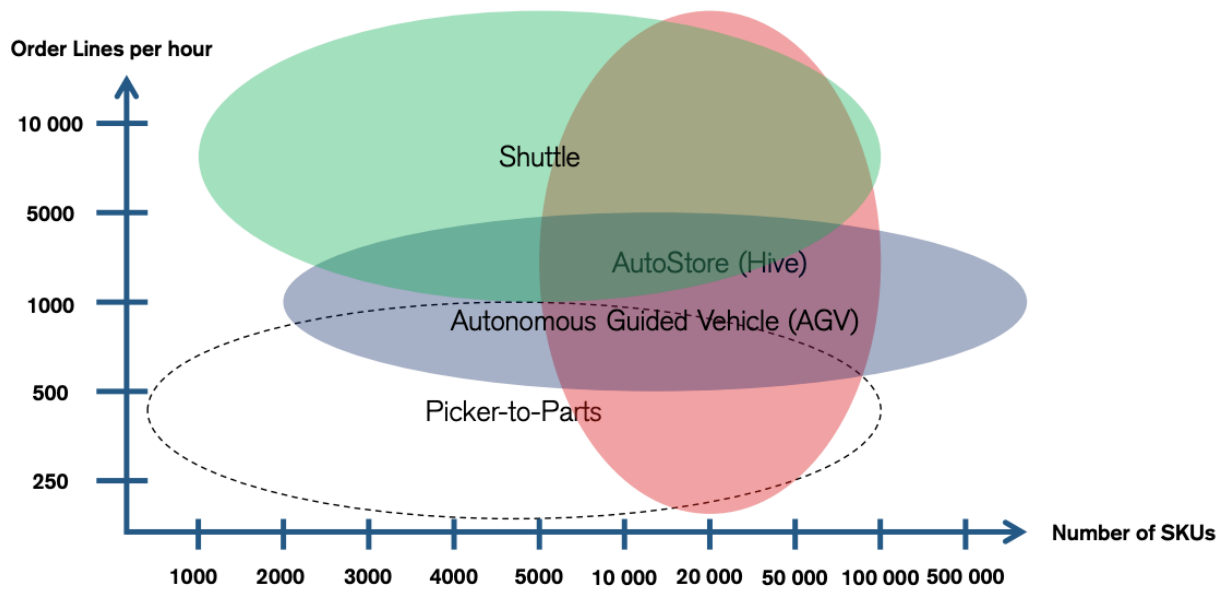 Order Lines per hour
10 000
Shuttle
5000
AutoStore (Hive)
1000
Autonomous Guided Vehicle (AGV)
500
Picker-to-Parts
250
Number of SKUs
1000 2000 3000 4000 5000 10 000 20 000 50 000 100 000 500 000